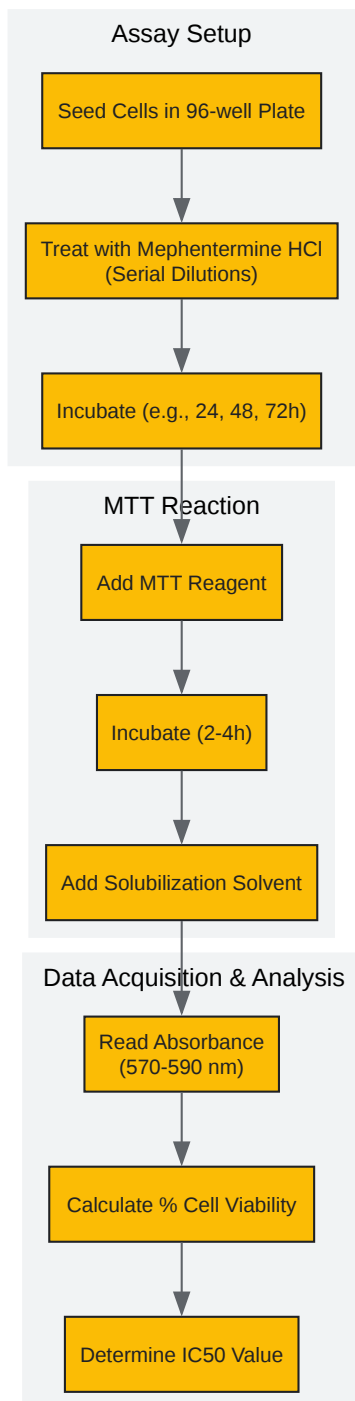 Assay Setup
Seed Cells in 96-well Plate
Treat with Mephentermine HCl
(Serial Dilutions)
Incubate (e.g., 24, 48, 72h)
MTT Reaction
Add MTT Reagent
Incubate (2-4h)
Add Solubilization Solvent
Data Acquisition & Analysis
Read Absorbance
(570-590 nm)
Calculate % Cell Viability
Determine IC50 Value